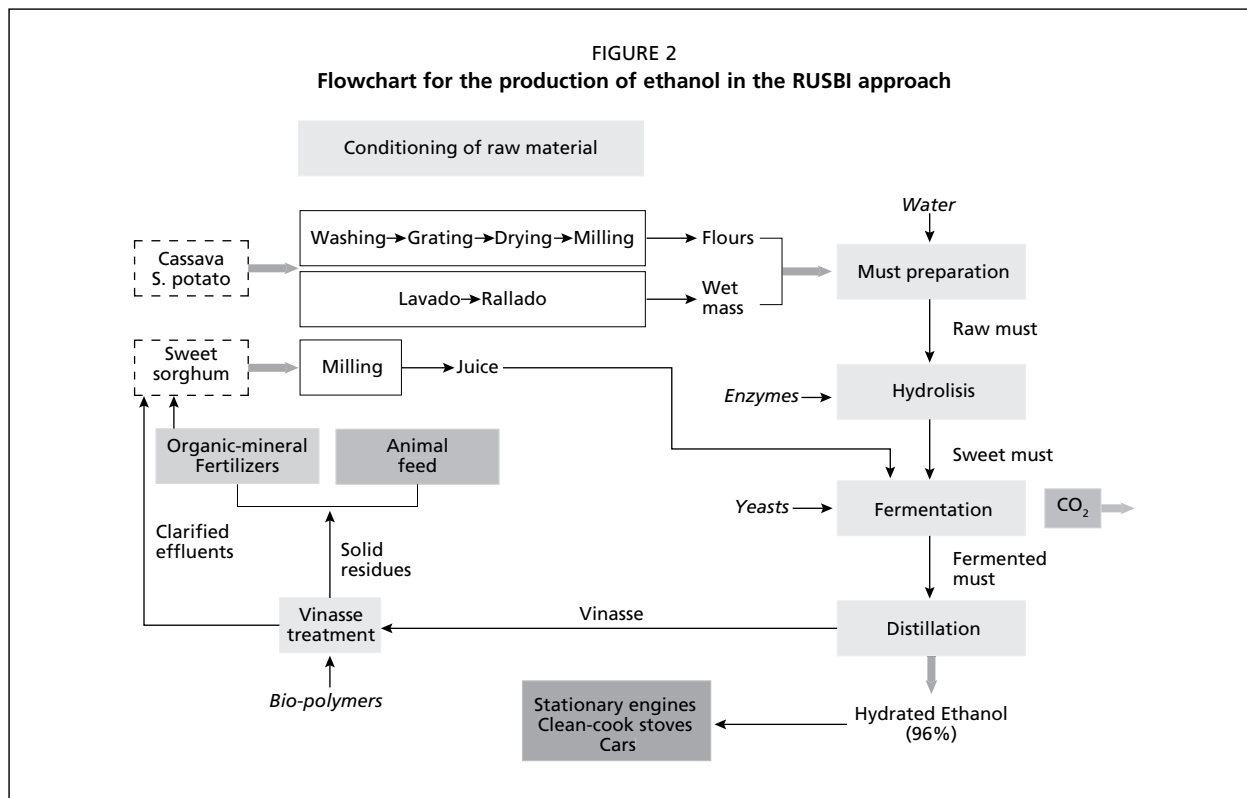 FIGURE 2
Flowchart for the production of ethanol in the RUSBI approach
Conditioning of raw material
Water
Washing Grating Drying Milling
Flours
Cassava
S. potato
Must preparation
Lavado Rallado
Wet
mass
Raw must
Sweet
sorghum
Milling
Juice
Enzymes
Hydrolisis
Organic-mineral
Fertilizers
Animal
feed
Sweet must
Yeasts
Fermentation
CO₂
Clarified
effluents
Solid
residues
Fermented
must
Vinasse
treatment
Vinasse
Distillation
Bio-polymers
Stationary engines
Clean-cook stoves
Cars
Hydrated Ethanol
(96%)